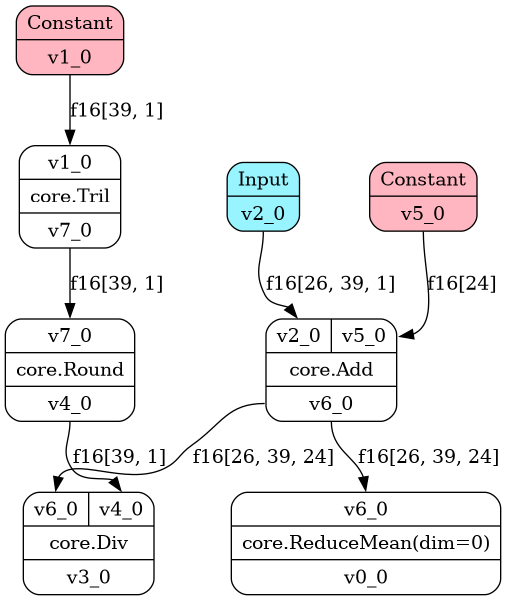 Constant
v1_0
f16[39, 1]
v1_0
core.Tril
v7_0
Input
v2_0
Constant
v5_0
f16[39, 1]
f16[26, 39, 1]
f16[24]
v7_0
core.Round
v4_0
v2_0 v5_0
core.Add
v6_0
f16[39, 1]
f16[26, 39, 24]
f16[26, 39, 24]
v6_0 v4_0
core.Div
v3_0
v6_0
core.ReduceMean(dim=0)
v0_0